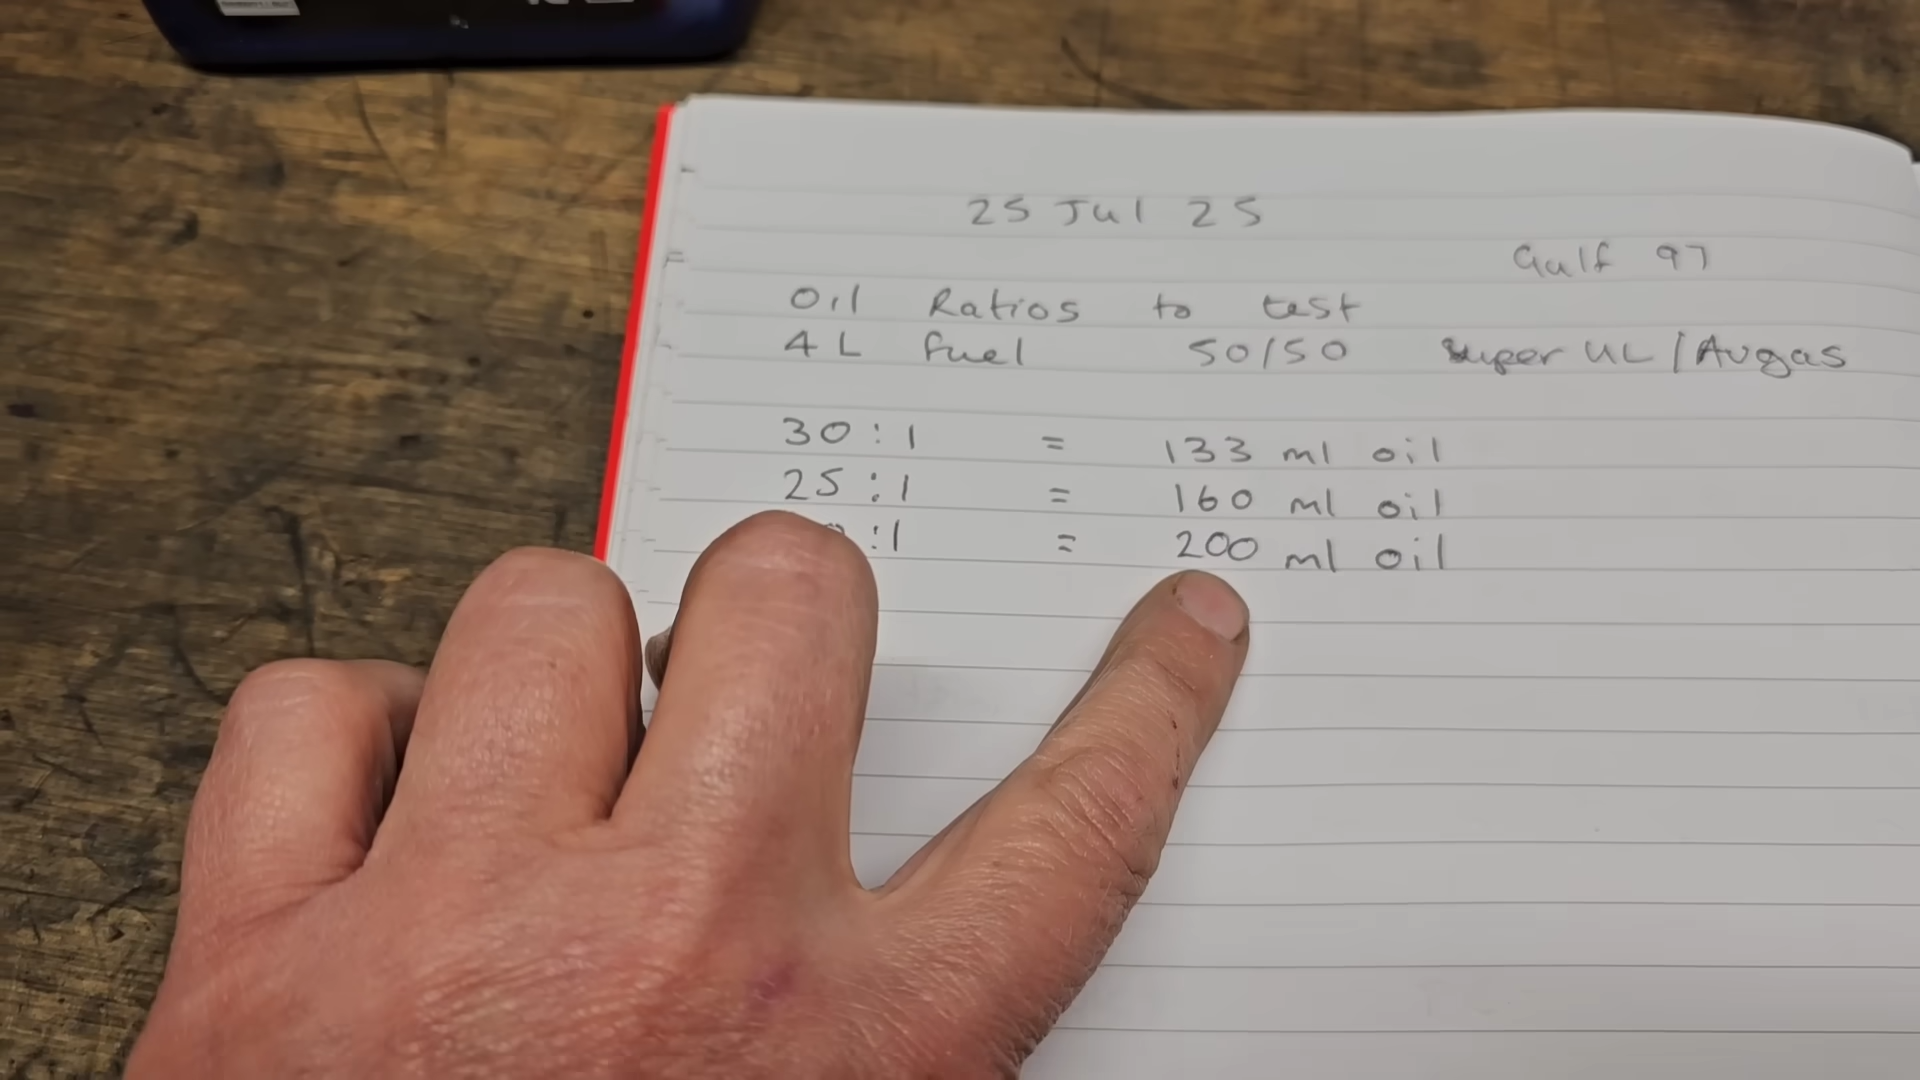 25 Jul 25
Gulf 97
Oil Ratios to test
4L fuel 50/50 Super UL/Avgas
30:1 = 133 ml oil
25:1 = 160 ml oil
:1 = 200 ml oil